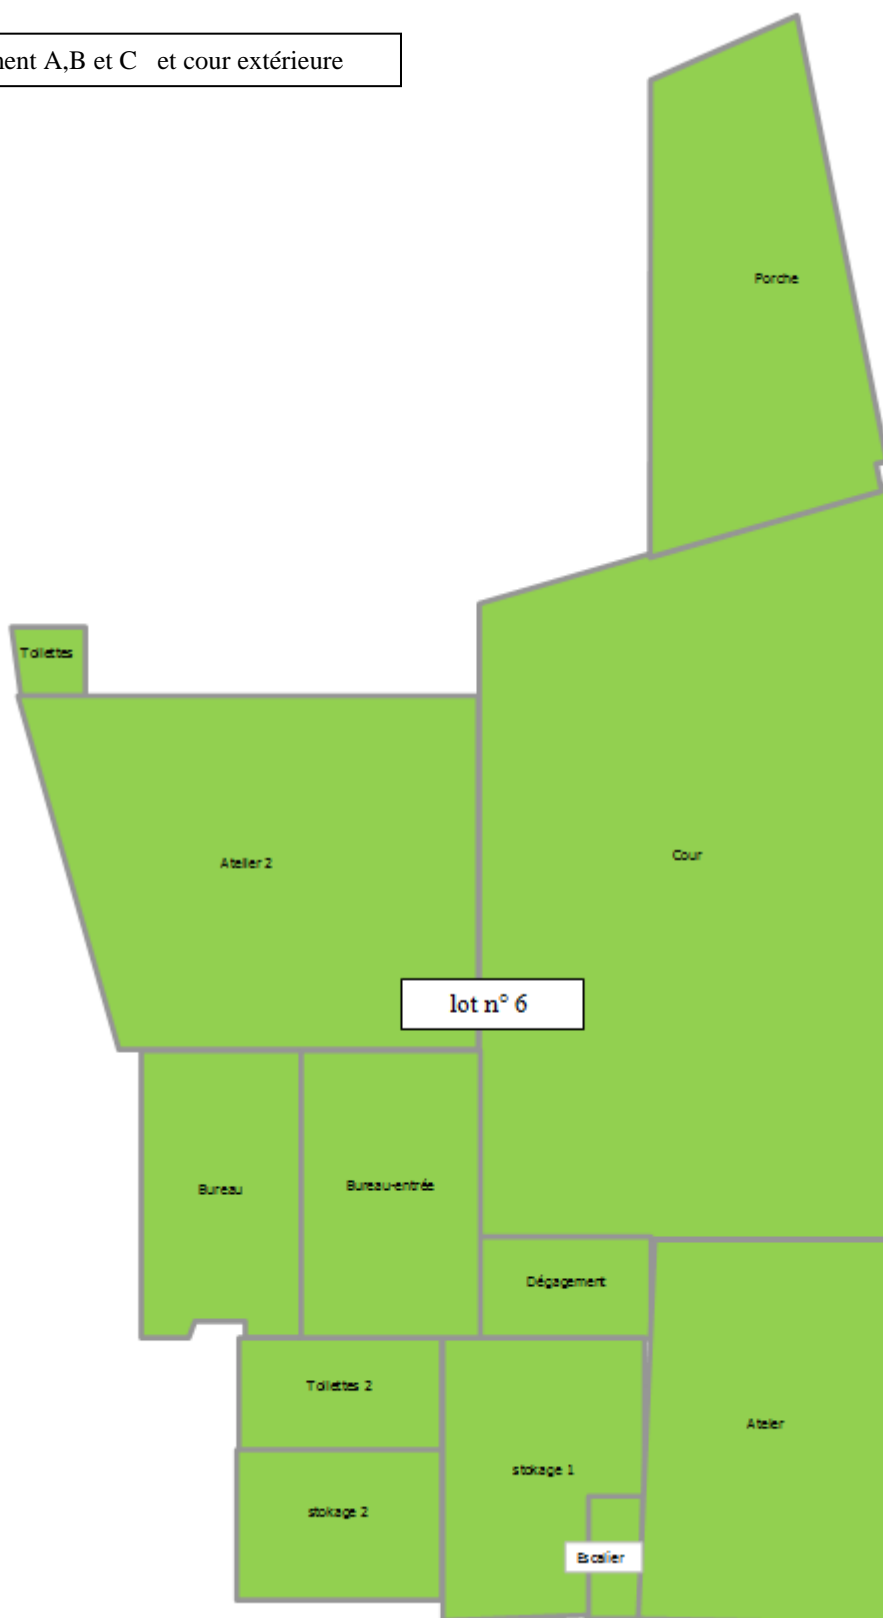 ment A,B et C et cour extérieure
Porche
Toilettes
Cour
Atelier 2
lot n° 6
Bureau-entrée
Bureau
Dégagement
Toilettes 2
Atelier
stokage 1
stokage 2
Escalier